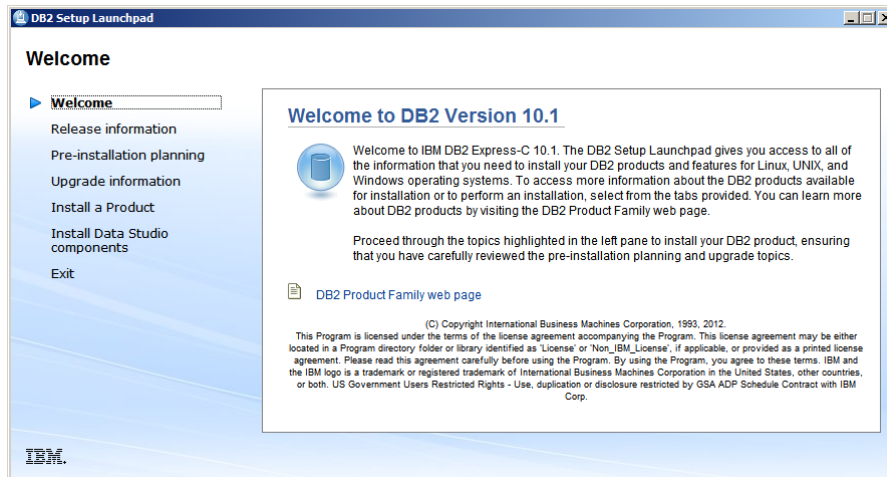 DB2 Setup Launchpad
Welcome
Welcome
Release information
Pre-installation planning
Upgrade information
Install a Product
Install Data Studio
components
Exit
Welcome to DB2 Version 10.1
Welcome to IBM DB2 Express-C 10.1. The DB2 Setup Launchpad gives you access to all of
the information that you need to install your DB2 products and features for Linux, UNIX, and
Windows operating systems. To access more information about the DB2 products available
for installation or to perform an installation, select from the tabs provided. You can learn more
about DB2 products by visiting the DB2 Product Family web page.
Proceed through the topics highlighted in the left pane to install your DB2 product, ensuring
that you have carefully reviewed the pre-installation planning and upgrade topics.
DB2 Product Family web page
(C) Copyright International Business Machines Corporation, 1993, 2012.
This Program is licensed under the terms of the license agreement accompanying the Program. This license agreement may be either
located in a Program directory folder or library identified as 'License' or 'Non_IBM_License', if applicable, or provided as a printed license
agreement. Please read this agreement carefully before using the Program. By using the Program, you agree to these terms. IBM and
the IBM logo is a trademark or registered trademark of International Business Machines Corporation in the United States, other countries,
or both. US Government Users Restricted Rights - Use, duplication or disclosure restricted by GSA ADP Schedule Contract with IBM
Corp.
IBM.